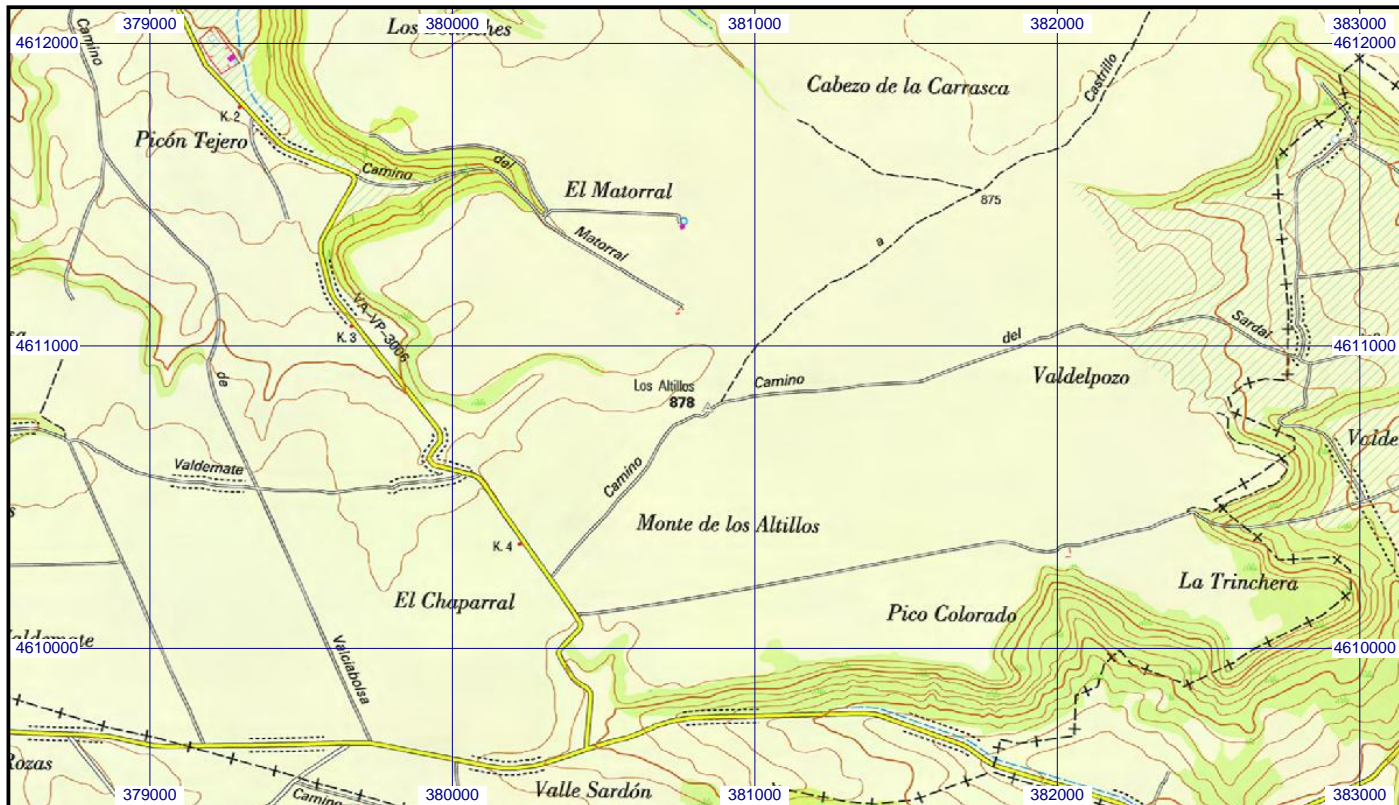 379000
380000
381000
382000
383000
4612000
4612000
Camino
Los
Castrillo
Cabezo de la Carrasca
K. 2
Picón Tejero
Camino
del
El Matorral
875
Matorral
a
VA-VP-3006
K. 3
del
Sardal
4611000
4611000
de
Los Altillos
878
Camino
Valdelpozo
Valde
Valdemate
Camino
Monte de los Altillos
K. 4
El Chaparral
La Trinchera
Pico Colorado
Valdemate
4610000
4610000
Valciabolsa
Rozas
Valle Sardón
Camino
379000
380000
381000
382000
383000